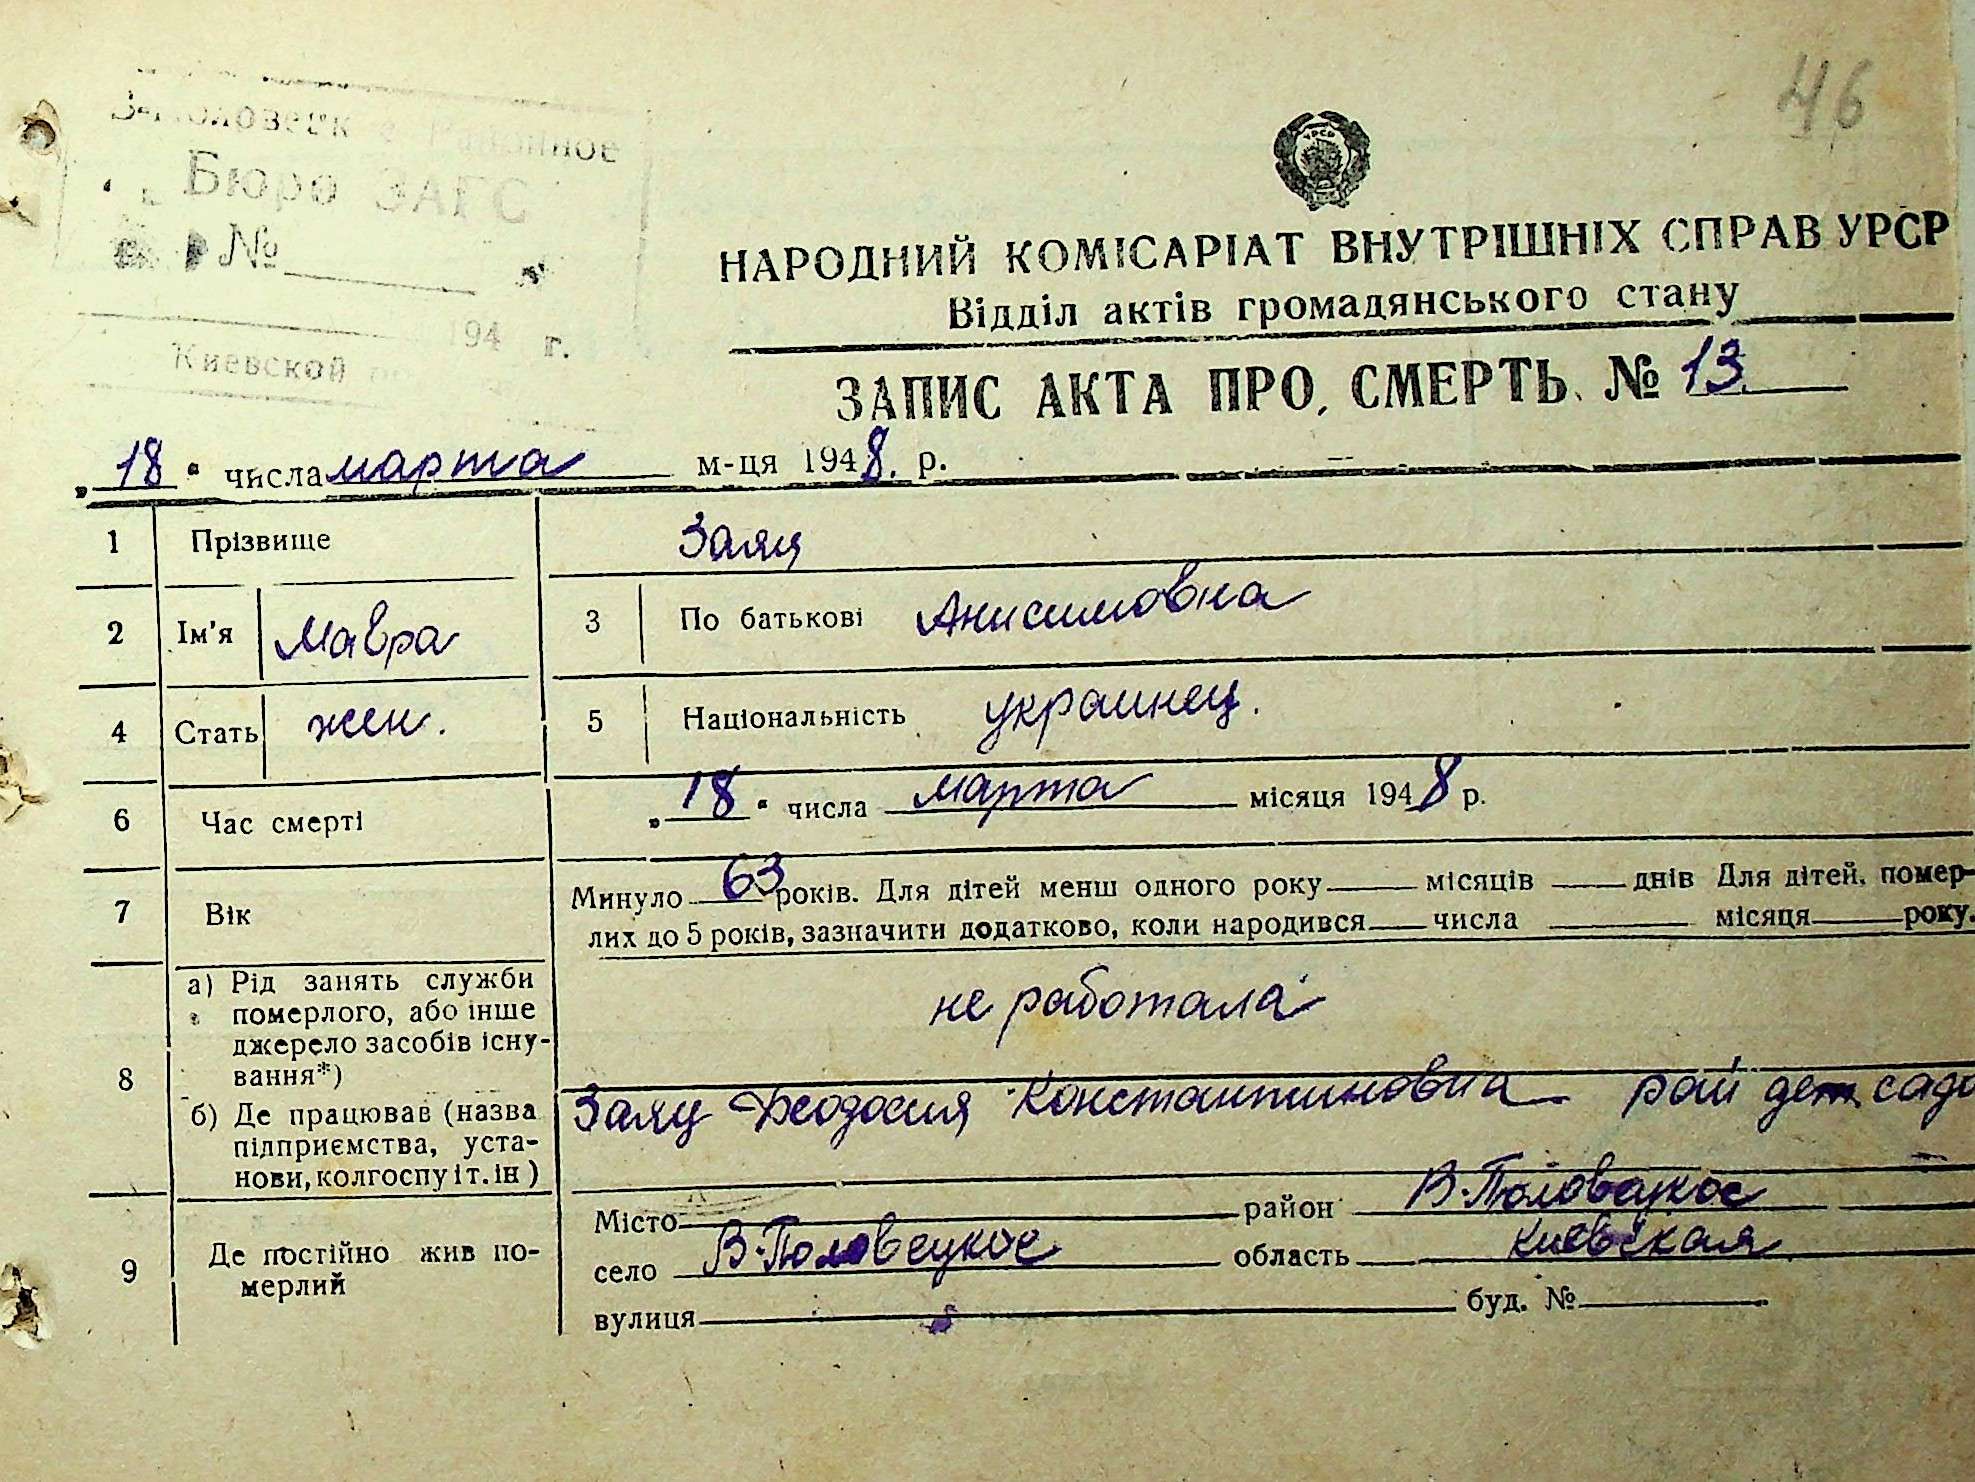 46
Районное
Бюро ЗАГС
№
194 г.
Киевской
УРСР
НАРОДНИЙ КОМІСАРІАТ ВНУТРІШНІХ СПРАВ УРСР
Відділ актів громадянського стану
ЗАПИС АКТА ПРО СМЕРТЬ № 13
„18“ числа марта м-ця 1948. р.
1 Прізвище Заяц
2 Ім'я Мавра 3 По батькові Анисимовна
4 Стать жен. 5 Національність украинец.
6 Час смерті „18“ числа марта місяця 1948 р.
7 Вік Минуло 63 років. Для дітей менш одного року місяців днів Для дітей, помер-
лих до 5 років, зазначити додатково, коли народився числа місяця року.
8 а) Рід занять служби
померлого, або інше
джерело засобів існу-
вання*)
не работала
б) Де працював (назва
підприємства, уста-
нови, колгоспу і т. ін)
Заяц Феодосия Константиновна рай дет садо
9 Де постійно жив по-
мерлий
Місто район В-Половецкое
село В-Половецкое область Киевская
вулиця буд. №